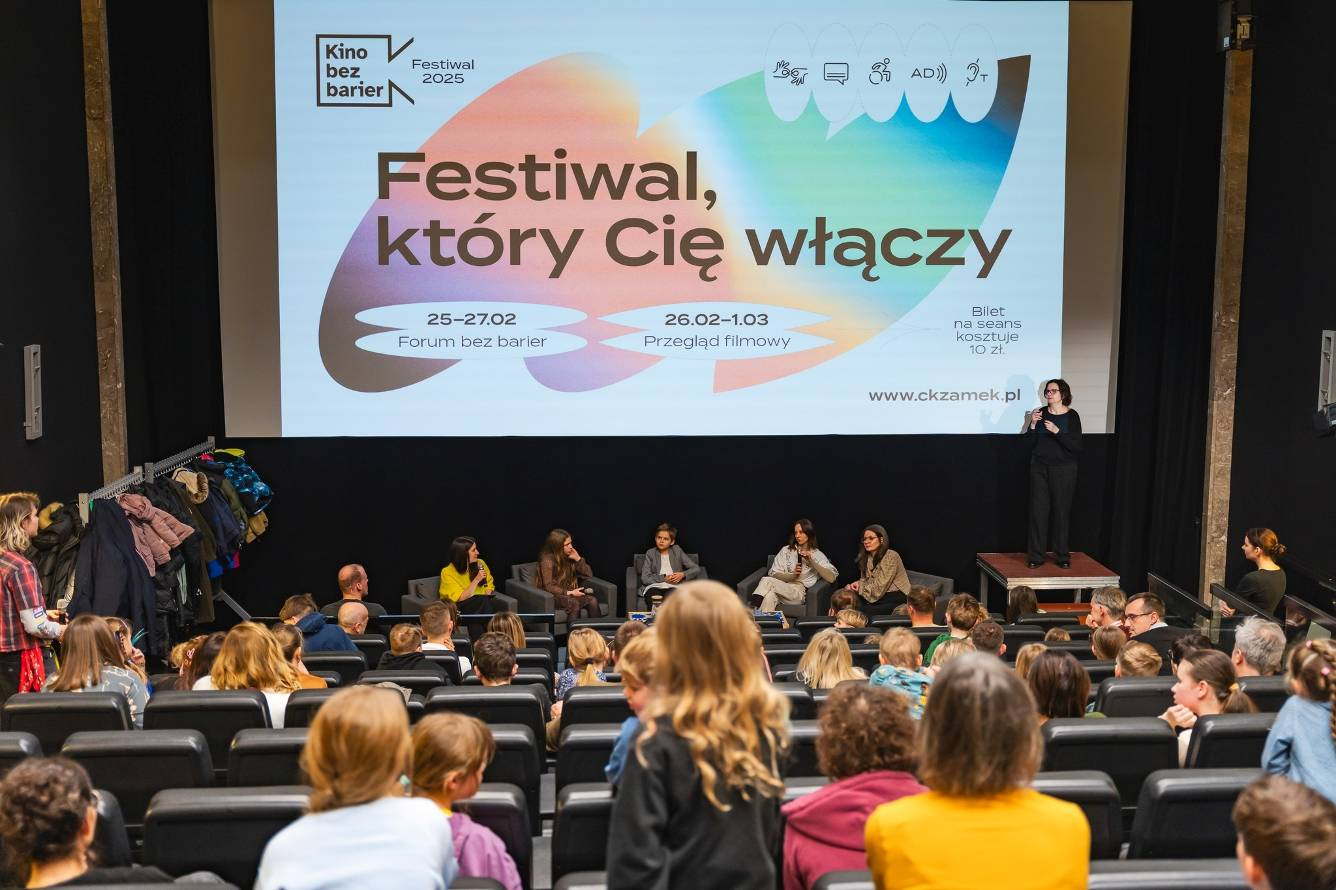 Kino
bez
barier
Festiwal
2025
AD
T
Festiwal,
który Cię włączy
25–27.02
Forum bez barier
26.02–1.03
Przegląd filmowy
Bilet
na seans
kosztuje
10 zł.
www.ckzamek.pl